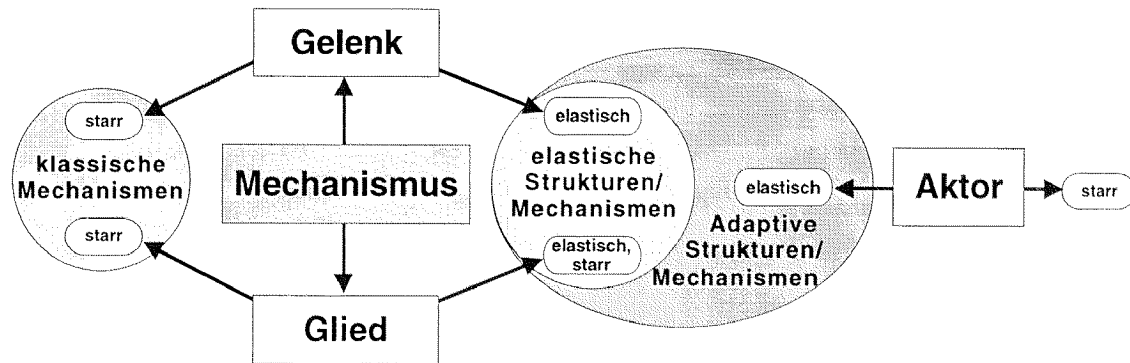 Gelenk
starr
klassische
Mechanismen
starr
Mechanismus
Glied
elastisch
elastische
Strukturen/
Mechanismen
elastisch,
starr
elastisch
Adaptive
Strukturen/
Mechanismen
Aktor
starr